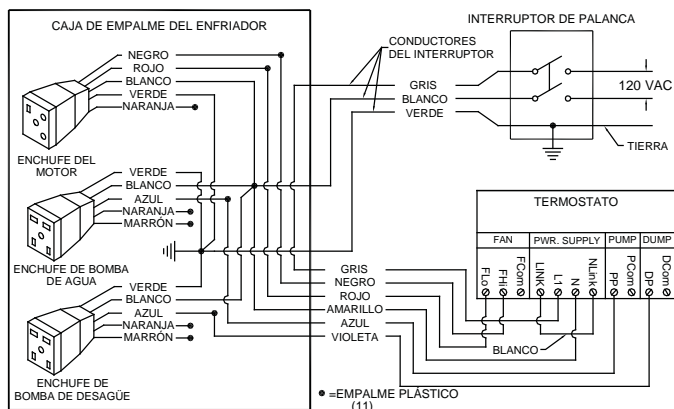 CAJA DE EMPALME DEL ENFRIADOR
NEGRO
ROJO
BLANCO
VERDE
NARANJA
ENCHUFE DEL
MOTOR
VERDE
BLANCO
AZUL
NARANJA
MARRÓN
ENCHUFE DE BOMBA
DE AGUA
VERDE
BLANCO
AZUL
NARANJA
MARRÓN
ENCHUFE DE
BOMBA DE DESAGÜE
CONDUCTORES
DEL INTERRUPTOR
GRIS
BLANCO
VERDE
INTERRUPTOR DE PALANCA
120 VAC
TIERRA
TERMOSTATO
FAN
PWR. SUPPLY
PUMP
DUMP
FLo
FHi
FCom
LINK
L1
N
NLink
PP
PCom
DP
DCom
GRIS
NEGRO
ROJO
AMARILLO
AZUL
VIOLETA
BLANCO
=EMPALME PLÁSTICO
(11)